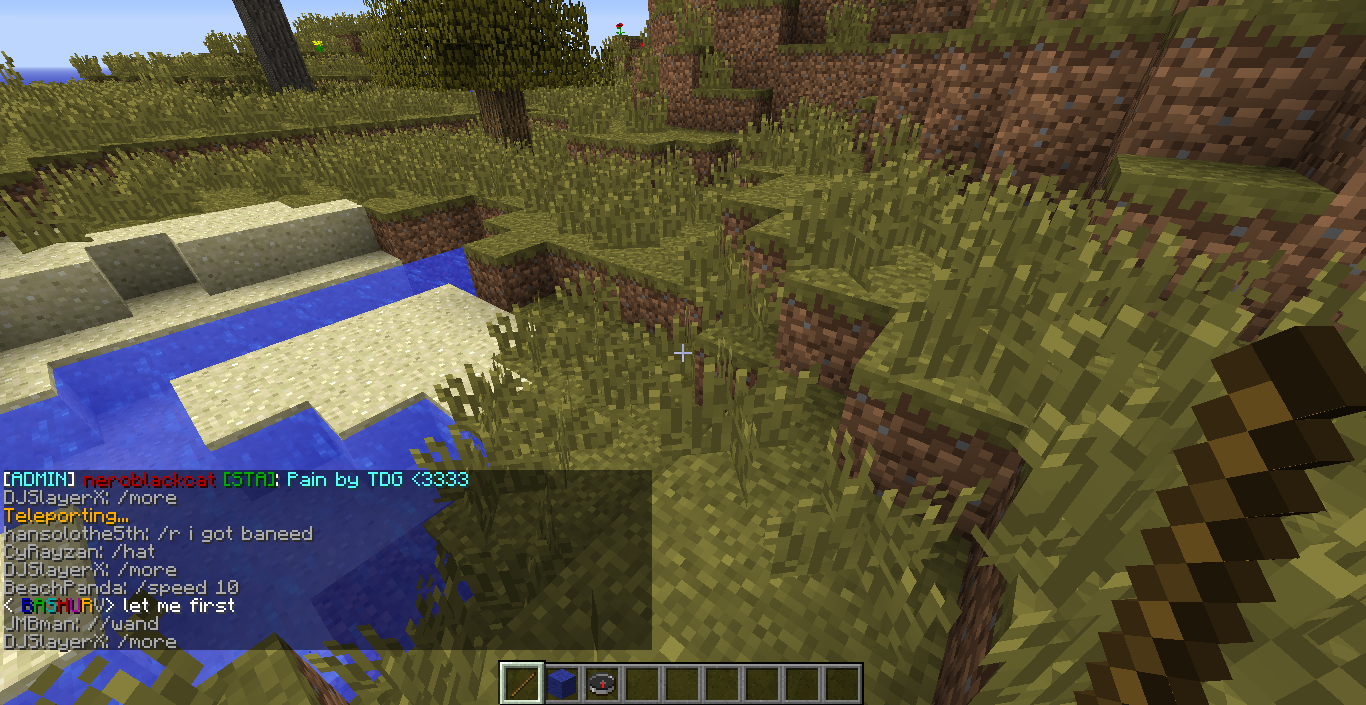 [ADMIN] neroblackcat [STA]: Pain by TDG <3333
DJSlayerX: /more
Teleporting...
hansolothe5th: /r i got baneed
CyRayzan: /hat
DJSlayerX: /more
BeachPanda: /speed 10
< BASHURV> let me first
JMBman: //wand
DJSlayerX: /more